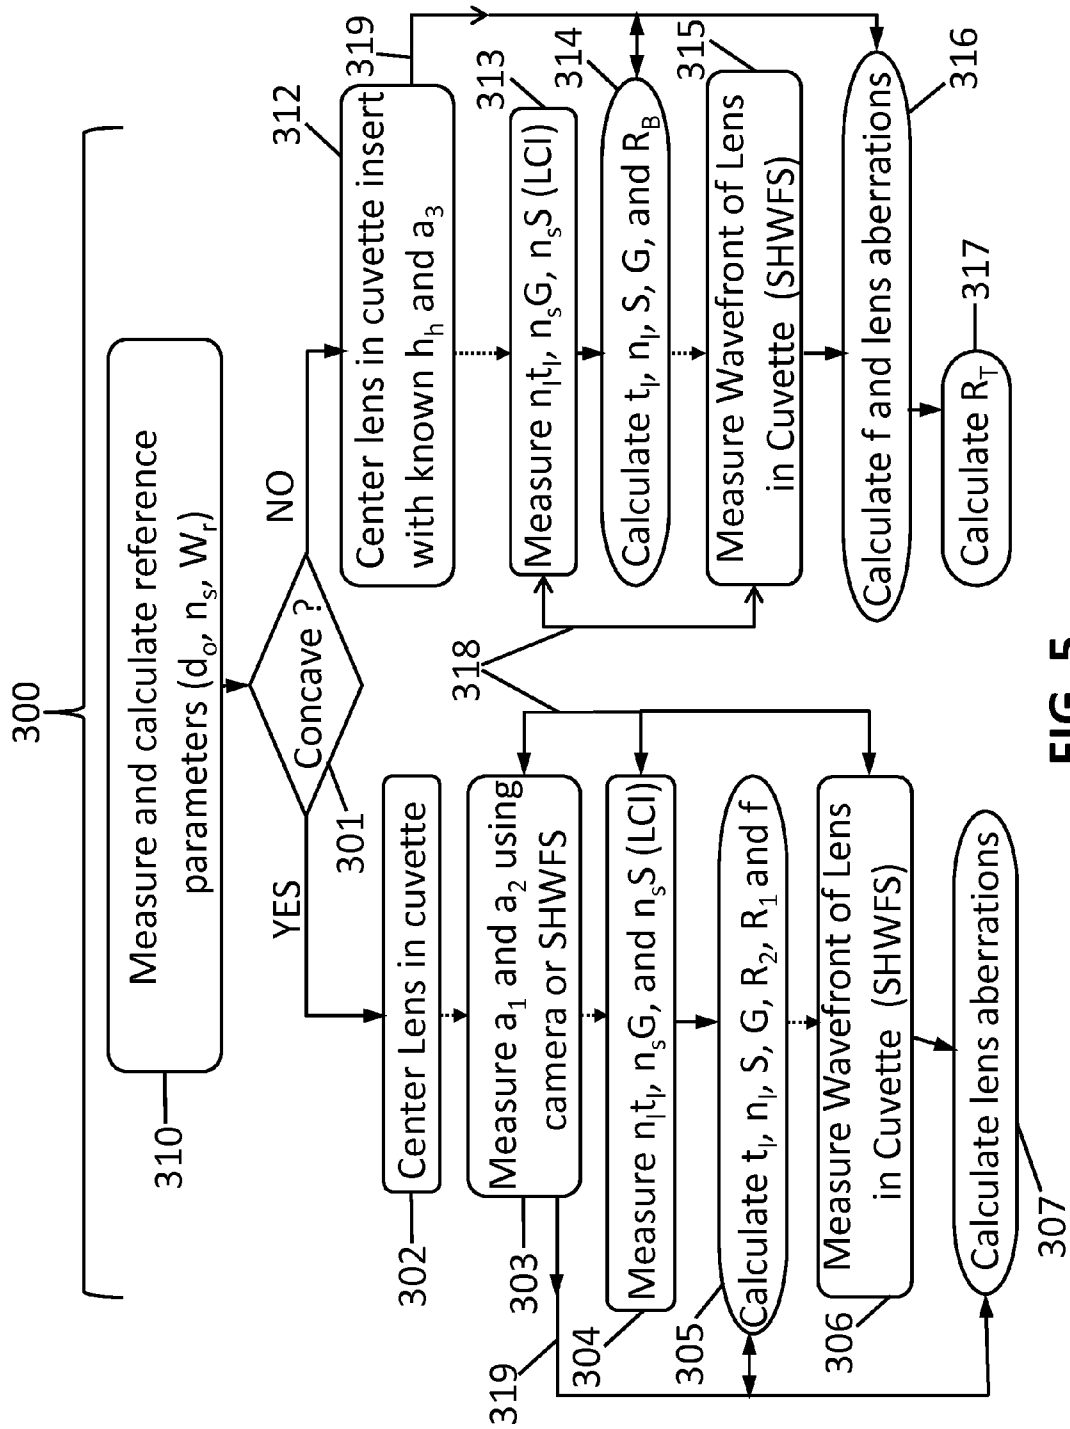 300
310
Measure and calculate reference
parameters (dₒ, nₛ, Wᵣ)
301
Concave ?
YES
NO
302
Center Lens in cuvette
303
Measure a₁ and a₂ using
camera or SHWFS
304
Measure nₗtₗ, nₛG, and nₛS (LCI)
305
Calculate tₗ, nₗ, S, G, R₂, R₁ and f
306
Measure Wavefront of Lens
in Cuvette (SHWFS)
307
Calculate lens aberrations
319
318
312
Center lens in cuvette insert
with known hₕ and a₃
319
313
Measure nₗtₗ, nₛG, nₛS (LCI)
314
Calculate tₗ, nₗ, S, G, and R_B
315
Measure Wavefront of Lens
in Cuvette (SHWFS)
316
Calculate f and lens aberrations
317
Calculate R_T
FIG. 5